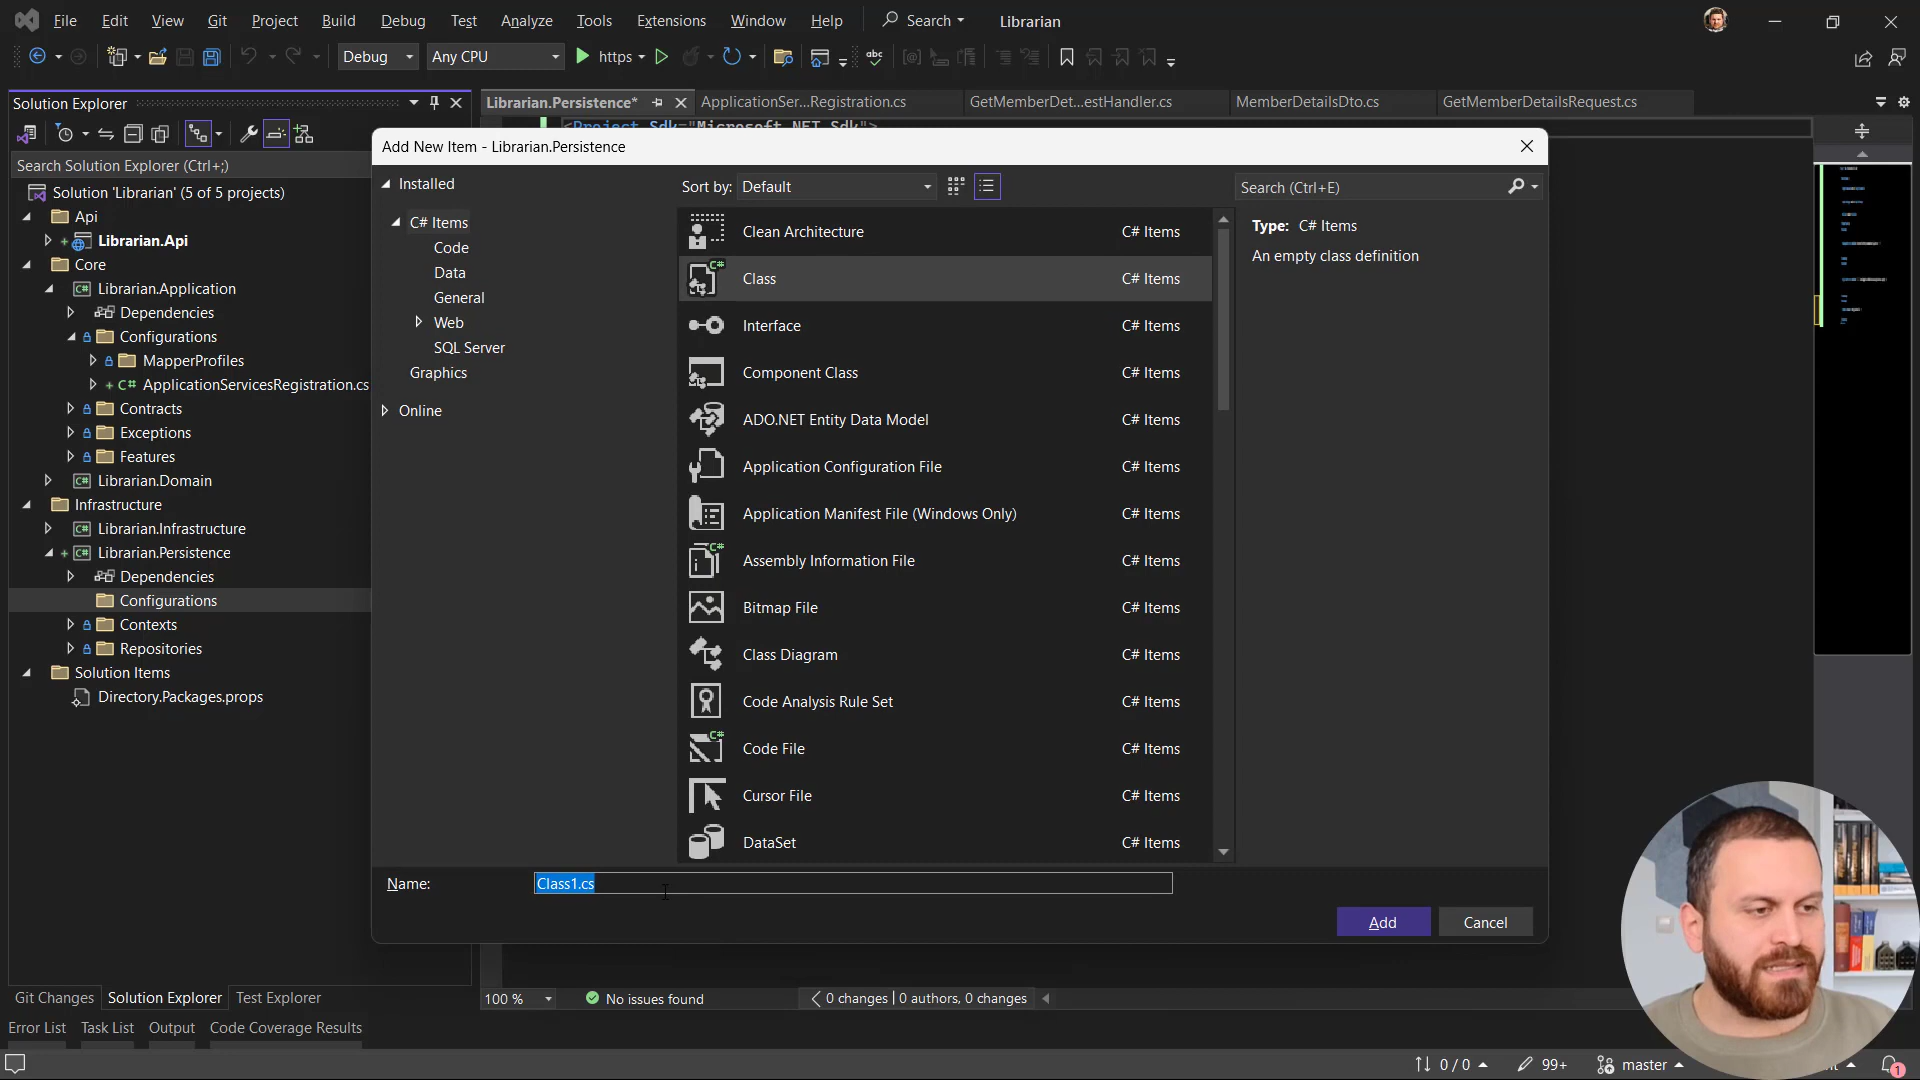 File Edit View Git Project Build Debug Test Analyze Tools Extensions Window Help Search Librarian
Debug Any CPU https
Solution Explorer
Librarian.Persistence* ApplicationSer...Registration.cs GetMemberDet...estHandler.cs MemberDetailsDto.cs GetMemberDetailsRequest.cs
<Project Sdk="Microsoft.NET.Sdk">
Search Solution Explorer (Ctrl+;)
Solution 'Librarian' (5 of 5 projects)
Api
Librarian.Api
Core
Librarian.Application
Dependencies
Configurations
MapperProfiles
ApplicationServicesRegistration.cs
Contracts
Exceptions
Features
Librarian.Domain
Infrastructure
Librarian.Infrastructure
Librarian.Persistence
Dependencies
Configurations
Contexts
Repositories
Solution Items
Directory.Packages.props
Add New Item - Librarian.Persistence
Installed
C# Items
Code
Data
General
Web
SQL Server
Graphics
Online
Sort by: Default
Search (Ctrl+E)
Clean Architecture C# Items
Class C# Items
Interface C# Items
Component Class C# Items
ADO.NET Entity Data Model C# Items
Application Configuration File C# Items
Application Manifest File (Windows Only) C# Items
Assembly Information File C# Items
Bitmap File C# Items
Class Diagram C# Items
Code Analysis Rule Set C# Items
Code File C# Items
Cursor File C# Items
DataSet C# Items
Type: C# Items
An empty class definition
Name: Class1.cs
Add Cancel
Git Changes Solution Explorer Test Explorer
100 % No issues found 0 changes | 0 authors, 0 changes
Error List Task List Output Code Coverage Results
0 / 0 99+ master 1